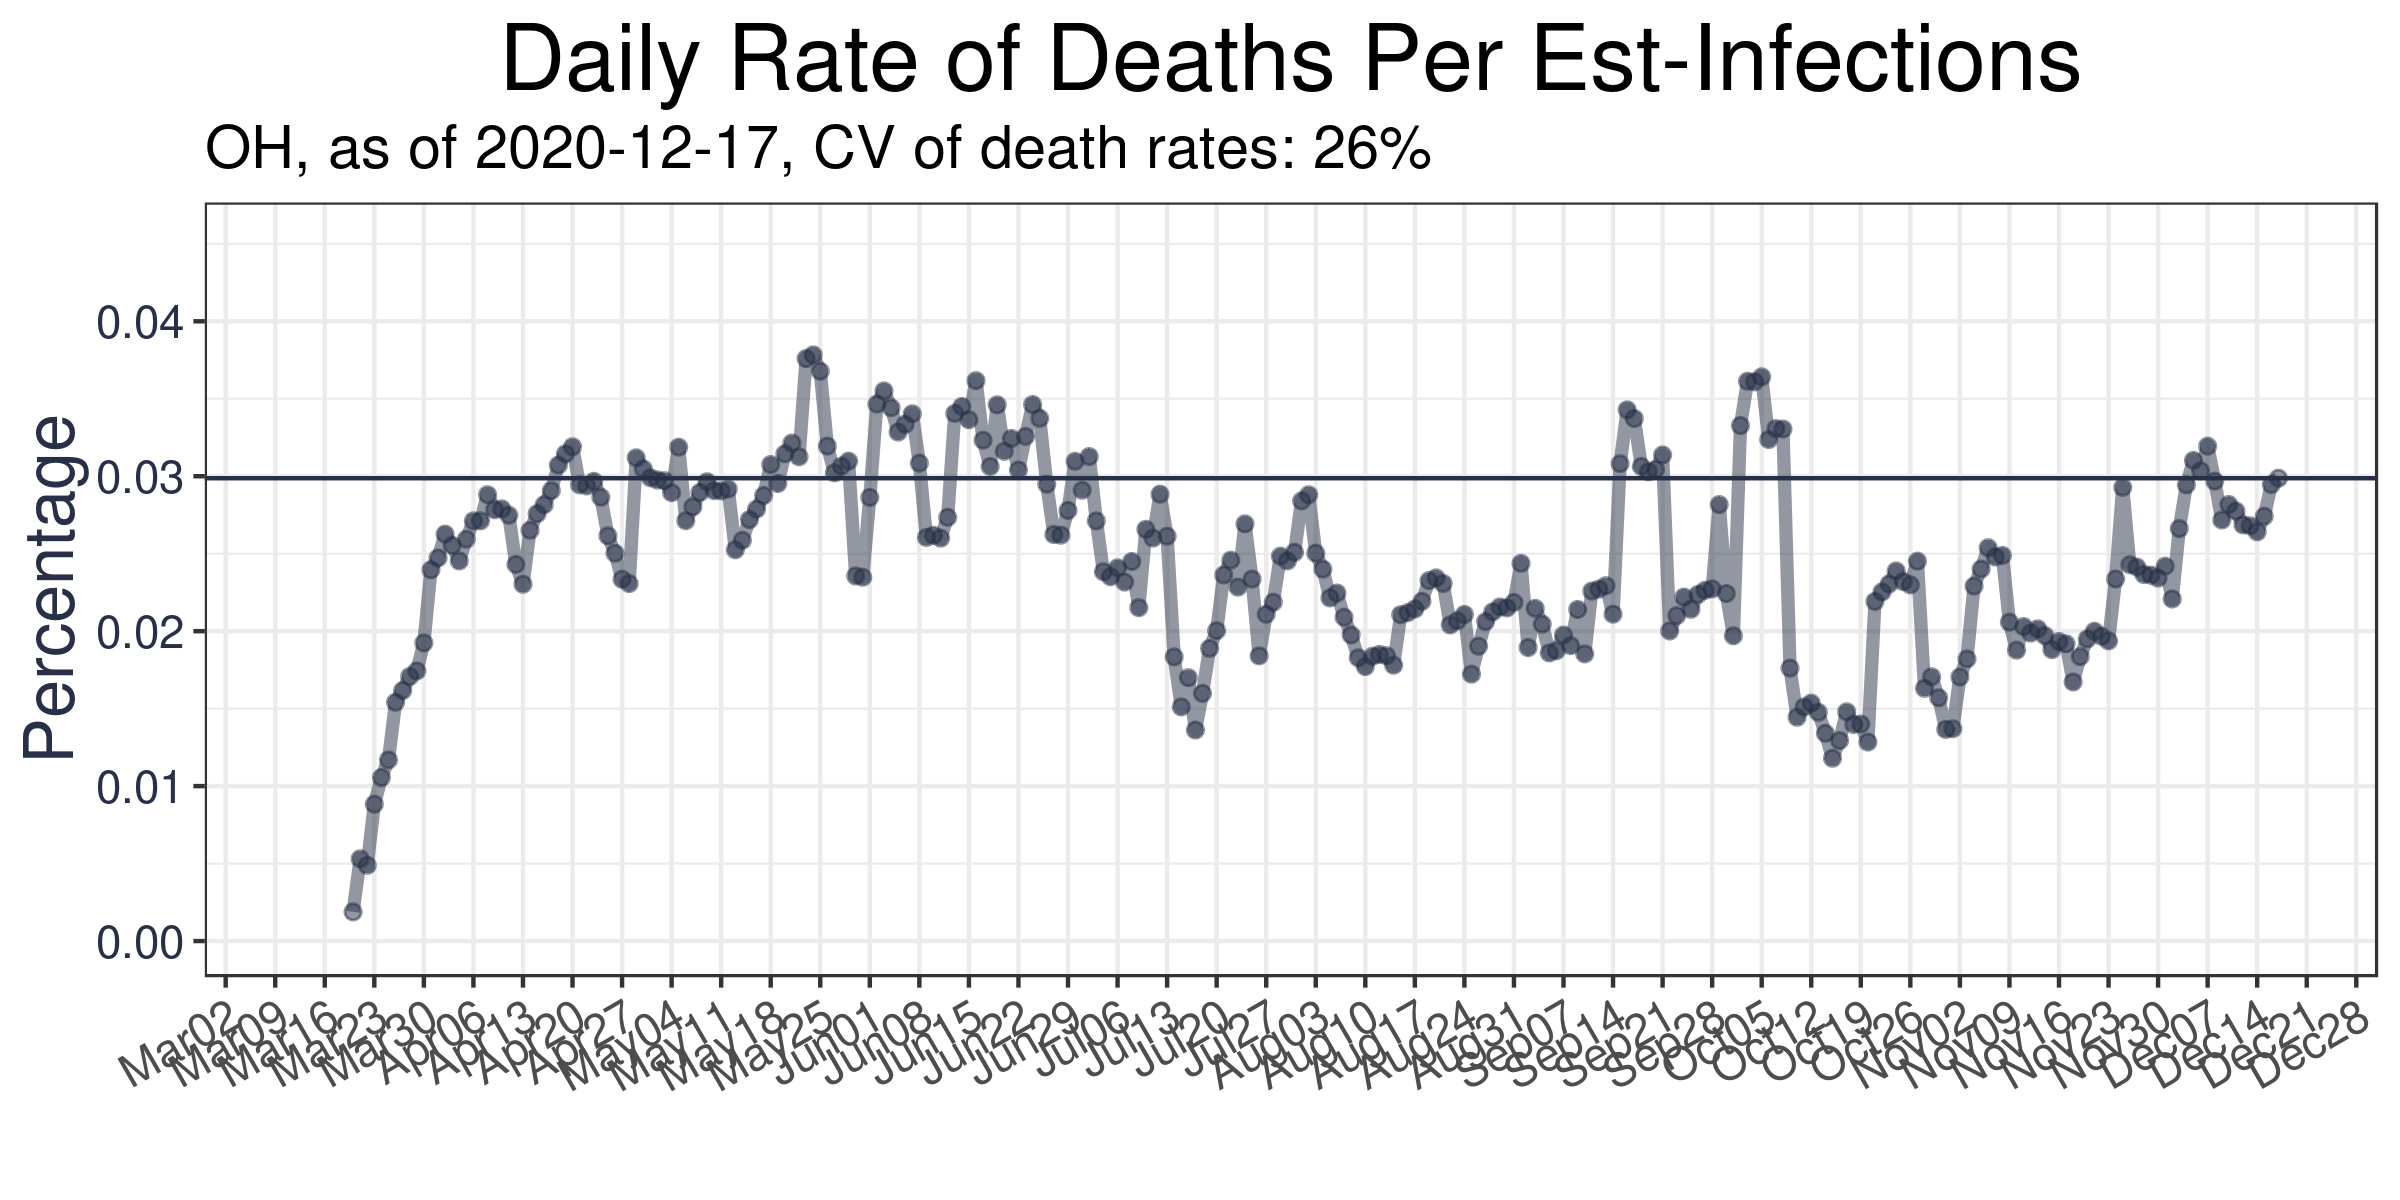 Daily Rate of Deaths Per Est-Infections
OH, as of 2020-12-17, CV of death rates: 26%
Percentage
0.04
0.03
0.02
0.01
0.00
Mar02
Mar09
Mar16
Mar23
Mar30
Apr06
Apr13
Apr20
Apr27
May04
May11
May18
May25
Jun01
Jun08
Jun15
Jun22
Jun29
Jul06
Jul13
Jul20
Jul27
Aug03
Aug10
Aug17
Aug24
Aug31
Sep07
Sep14
Sep21
Sep28
Oct05
Oct12
Oct19
Oct26
Nov02
Nov09
Nov16
Nov23
Nov30
Dec07
Dec14
Dec21
Dec28